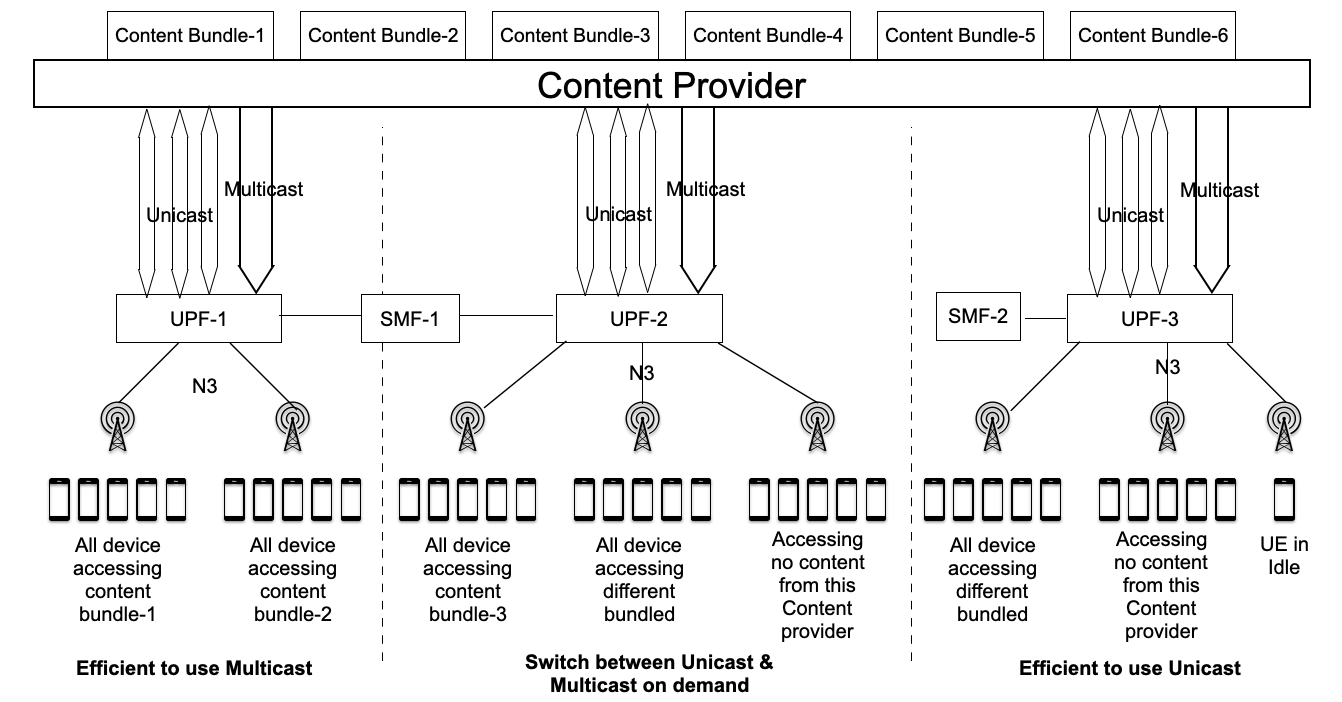 Content Bundle-1
Content Bundle-2
Content Bundle-3
Content Bundle-4
Content Bundle-5
Content Bundle-6
Content Provider
Unicast
Multicast
Unicast
Multicast
Unicast
Multicast
UPF-1
SMF-1
UPF-2
SMF-2
UPF-3
N3
N3
N3
All device
accessing
content
bundle-1
All device
accessing
content
bundle-2
All device
accessing
content
bundle-3
All device
accessing
different
bundled
Accessing
no content
from this
Content
provider
All device
accessing
different
bundled
Accessing
no content
from this
Content
provider
UE in
Idle
Efficient to use Multicast
Switch between Unicast &
Multicast on demand
Efficient to use Unicast